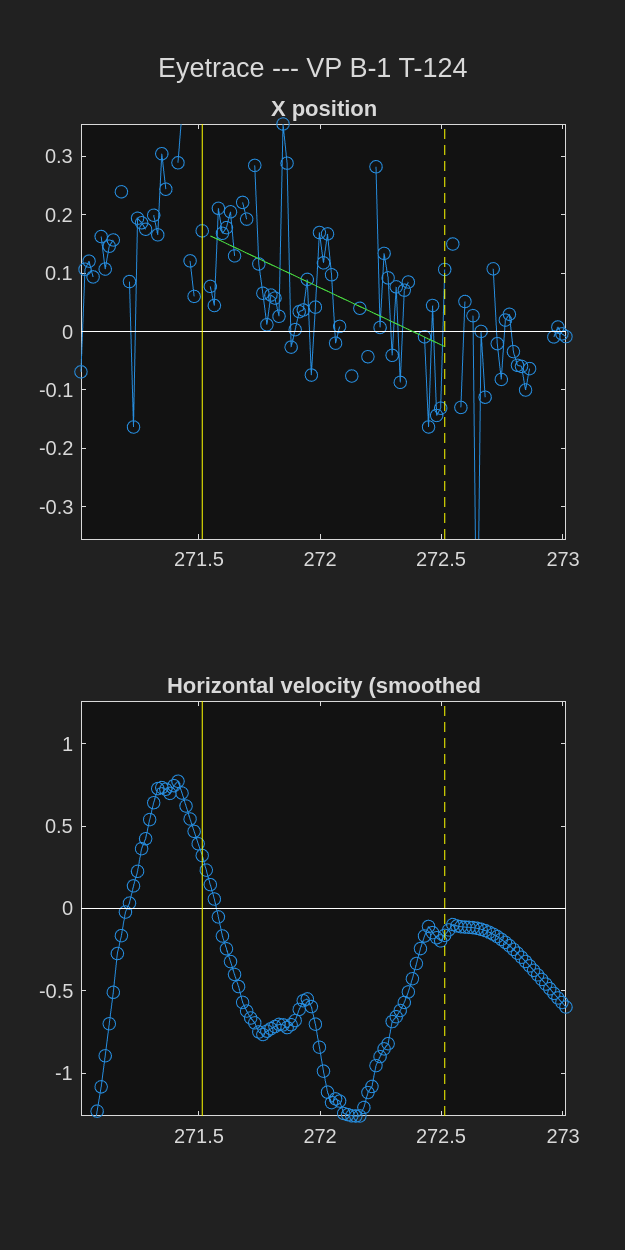 Eyetrace --- VP B-1 T-124
X position
0.3
0.2
0.1
0
-0.1
-0.2
-0.3
271.5 272 272.5 273
Horizontal velocity (smoothed
1
0.5
0
-0.5
-1
271.5 272 272.5 273